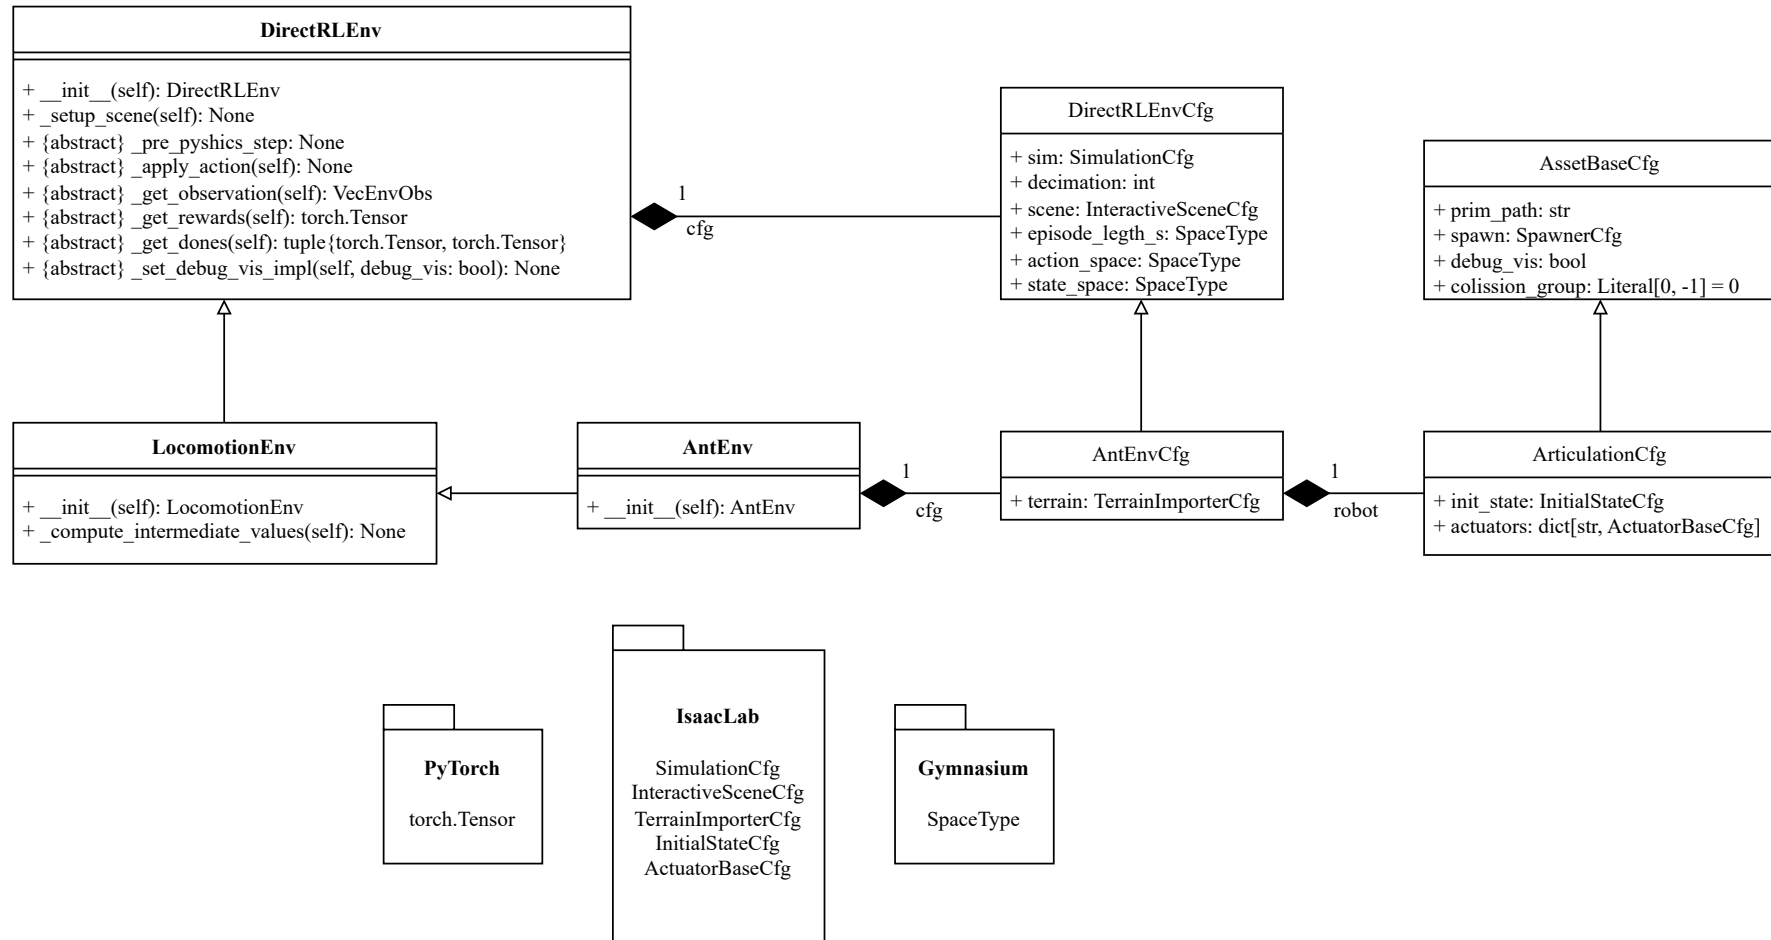 DirectRLEnv
+ __init__(self): DirectRLEnv
+ _setup_scene(self): None
+ {abstract} _pre_pyshics_step: None
+ {abstract} _apply_action(self): None
+ {abstract} _get_observation(self): VecEnvObs
+ {abstract} _get_rewards(self): torch.Tensor
+ {abstract} _get_dones(self): tuple{torch.Tensor, torch.Tensor}
+ {abstract} _set_debug_vis_impl(self, debug_vis: bool): None
1
cfg
DirectRLEnvCfg
+ sim: SimulationCfg
+ decimation: int
+ scene: InteractiveSceneCfg
+ episode_legth_s: SpaceType
+ action_space: SpaceType
+ state_space: SpaceType
AssetBaseCfg
+ prim_path: str
+ spawn: SpawnerCfg
+ debug_vis: bool
+ colission_group: Literal[0, -1] = 0
LocomotionEnv
+ __init__(self): LocomotionEnv
+ _compute_intermediate_values(self): None
AntEnv
+ __init__(self): AntEnv
1
cfg
AntEnvCfg
+ terrain: TerrainImporterCfg
1
robot
ArticulationCfg
+ init_state: InitialStateCfg
+ actuators: dict[str, ActuatorBaseCfg]
PyTorch
torch.Tensor
IsaacLab
SimulationCfg
InteractiveSceneCfg
TerrainImporterCfg
InitialStateCfg
ActuatorBaseCfg
Gymnasium
SpaceType